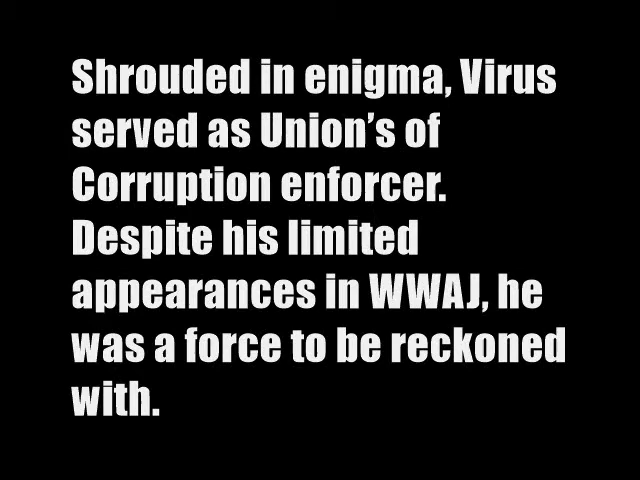 Shrouded in enigma, Virus
served as Union’s of
Corruption enforcer.
Despite his limited
appearances in WWAJ, he
was a force to be reckoned
with.